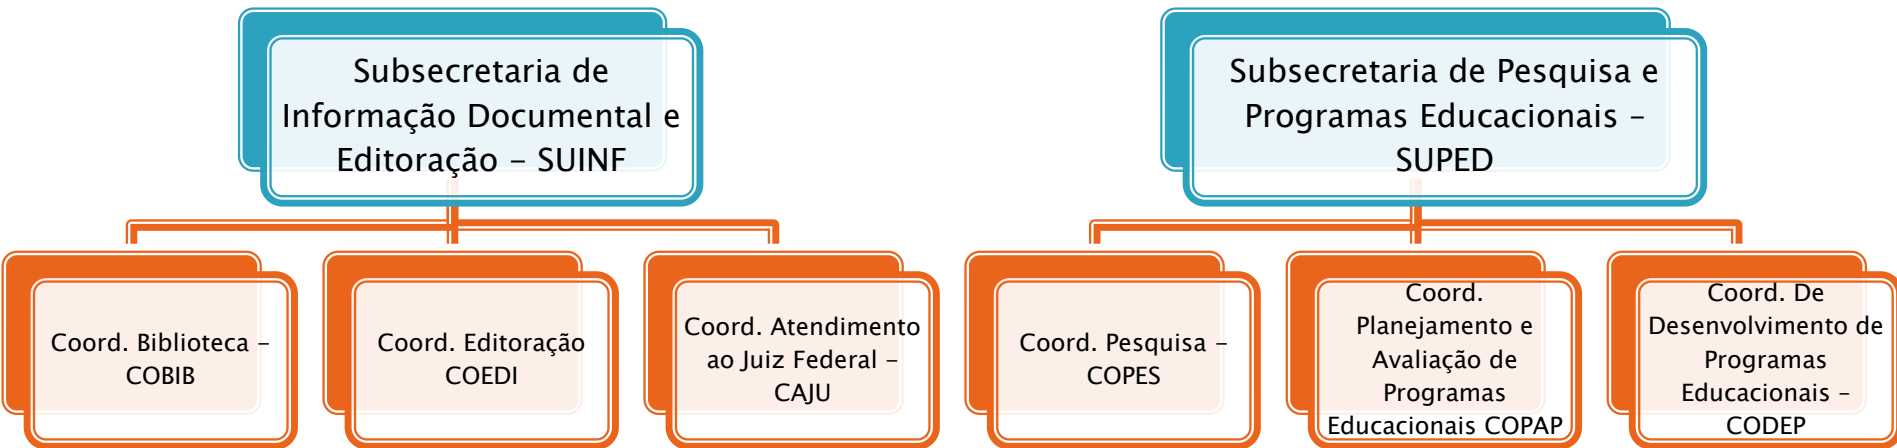 Subsecretaria de
Informação Documental e
Editoração – SUINF
Subsecretaria de Pesquisa e
Programas Educacionais –
SUPED
Coord. Biblioteca –
COBIB
Coord. Editoração
COEDI
Coord. Atendimento
ao Juiz Federal –
CAJU
Coord. Pesquisa –
COPES
Coord.
Planejamento e
Avaliação de
Programas
Educacionais COPAP
Coord. De
Desenvolvimento de
Programas
Educacionais –
CODEP